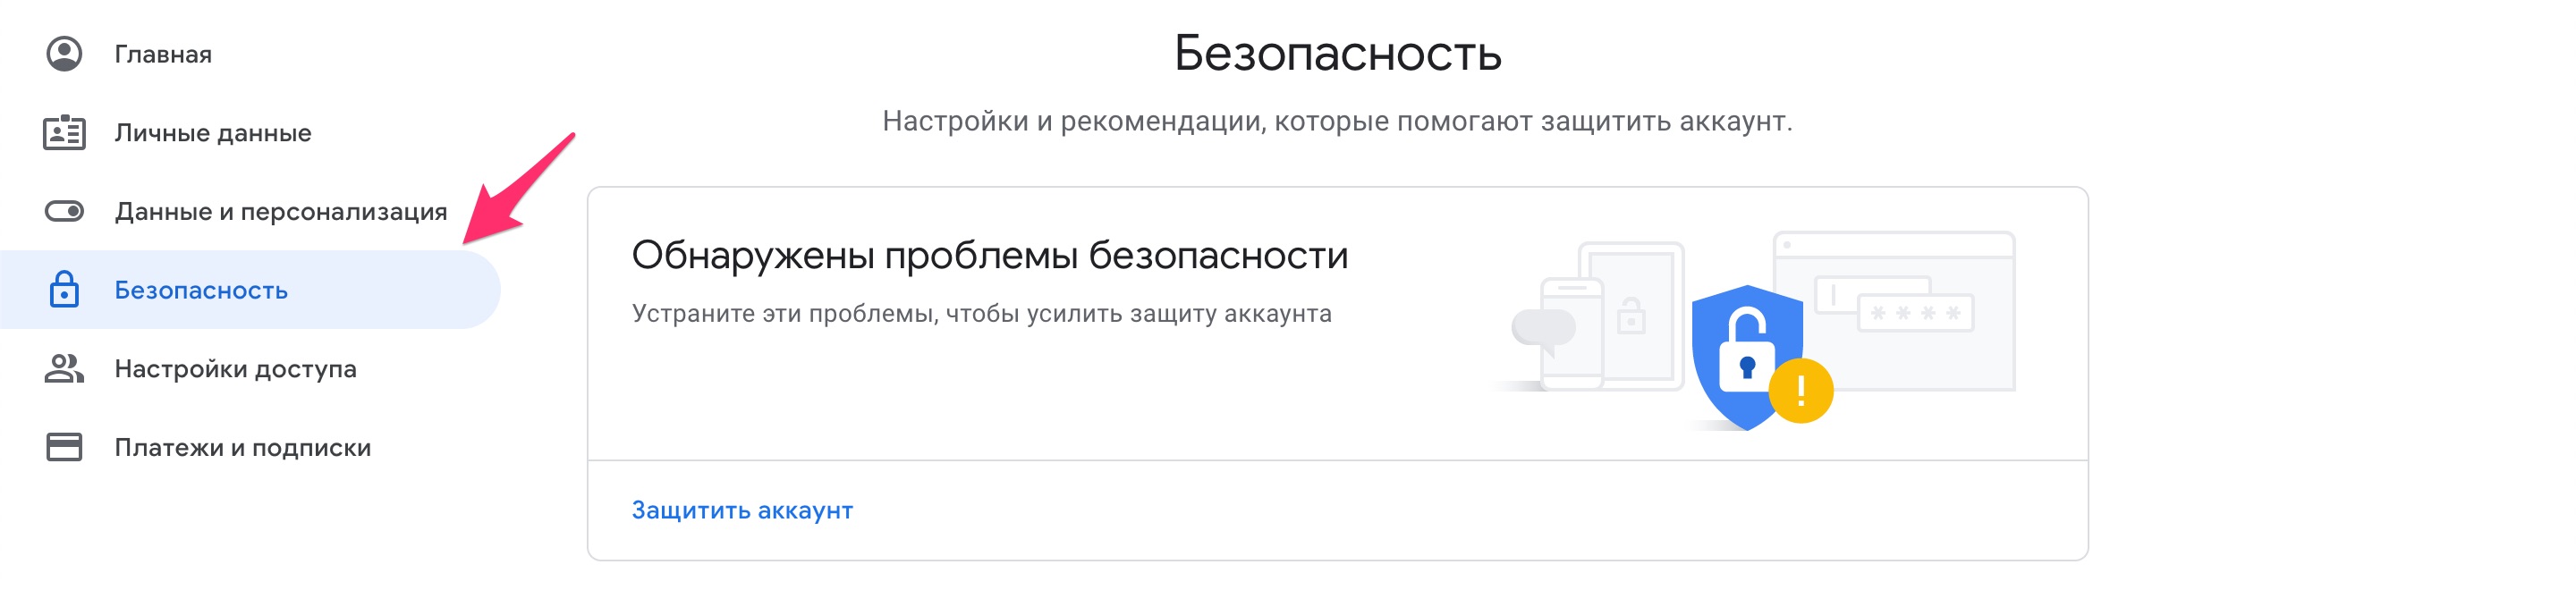 Главная
Личные данные
Данные и персонализация
Безопасность
Настройки доступа
Платежи и подписки
Безопасность
Настройки и рекомендации, которые помогают защитить аккаунт.
Обнаружены проблемы безопасности
Устраните эти проблемы, чтобы усилить защиту аккаунта
****
!
Защитить аккаунт